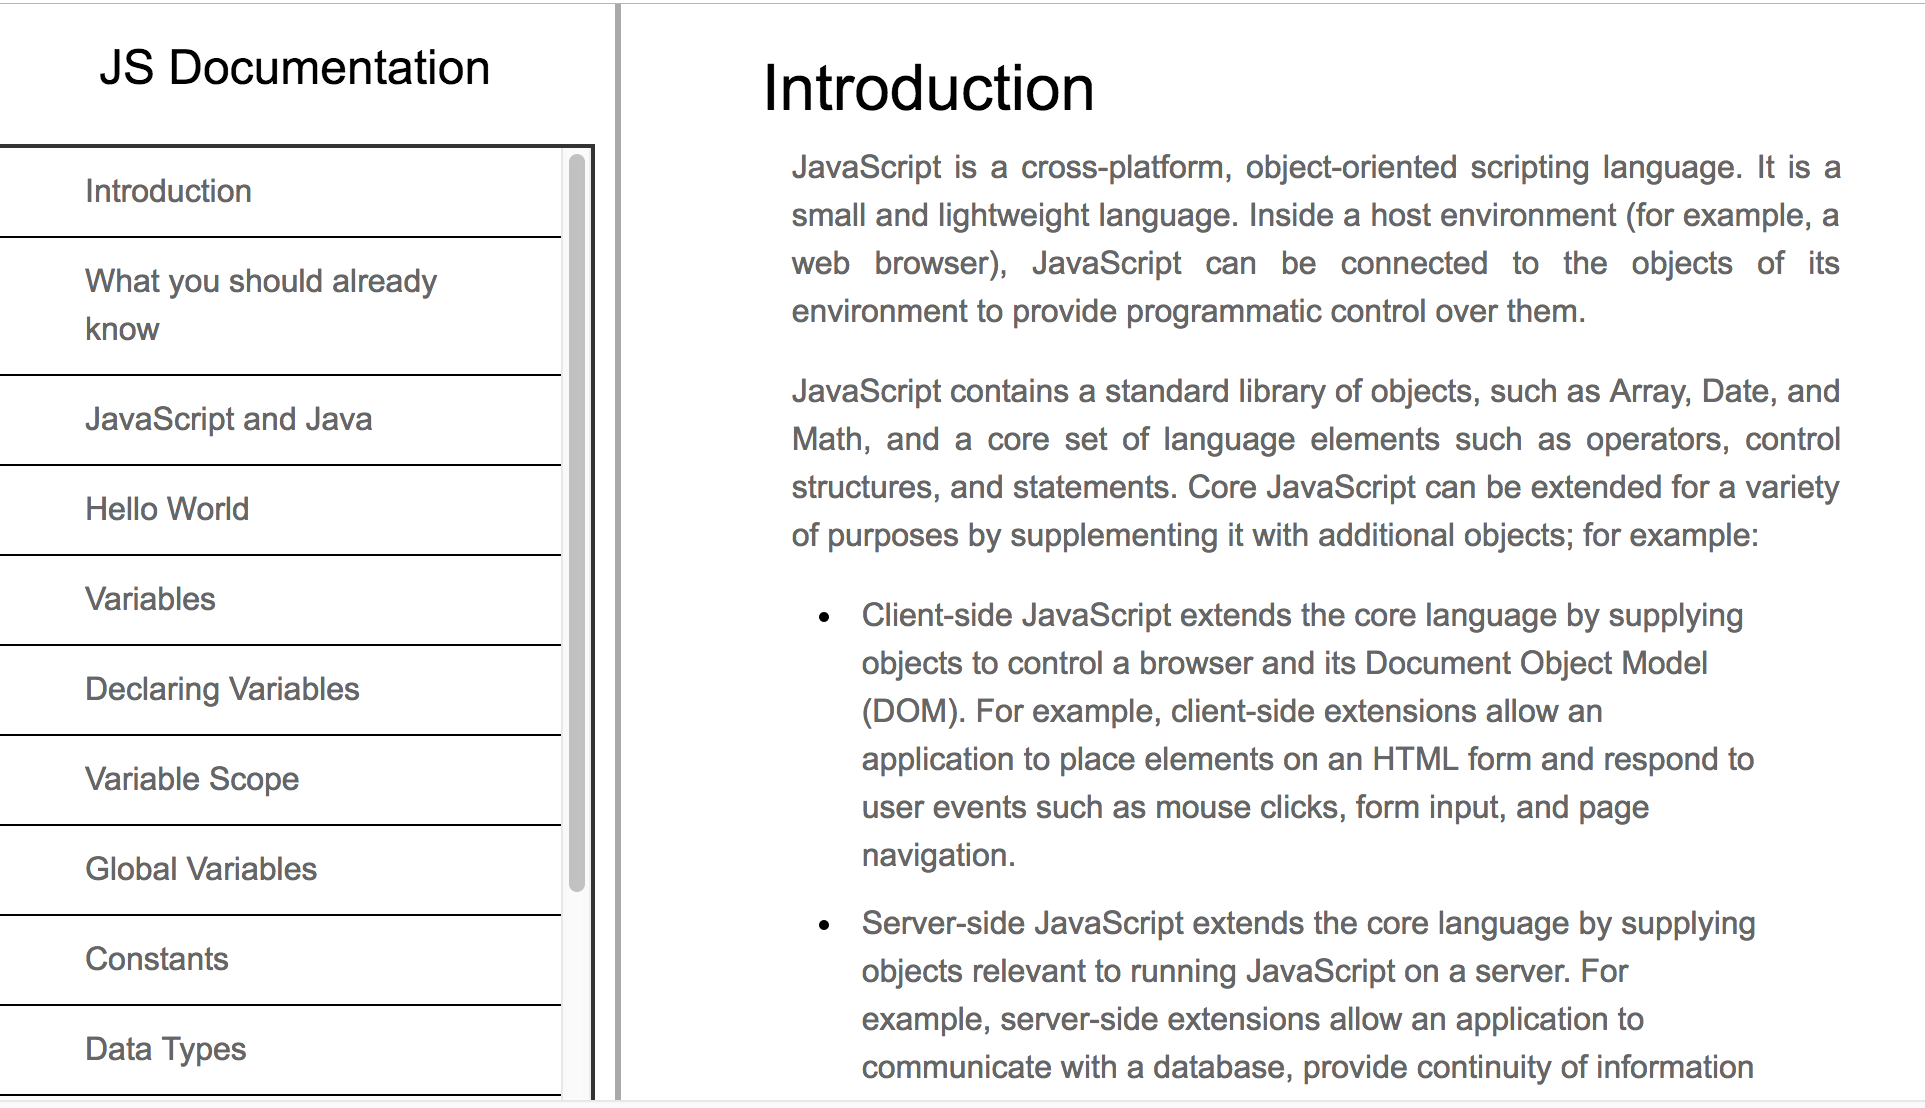 JS Documentation
Introduction
What you should already
know
JavaScript and Java
Hello World
Variables
Declaring Variables
Variable Scope
Global Variables
Constants
Data Types
Introduction
JavaScript is a cross-platform, object-oriented scripting language. It is a
small and lightweight language. Inside a host environment (for example, a
web browser), JavaScript can be connected to the objects of its
environment to provide programmatic control over them.
JavaScript contains a standard library of objects, such as Array, Date, and
Math, and a core set of language elements such as operators, control
structures, and statements. Core JavaScript can be extended for a variety
of purposes by supplementing it with additional objects; for example:
• Client-side JavaScript extends the core language by supplying
objects to control a browser and its Document Object Model
(DOM). For example, client-side extensions allow an
application to place elements on an HTML form and respond to
user events such as mouse clicks, form input, and page
navigation.
• Server-side JavaScript extends the core language by supplying
objects relevant to running JavaScript on a server. For
example, server-side extensions allow an application to
communicate with a database, provide continuity of information